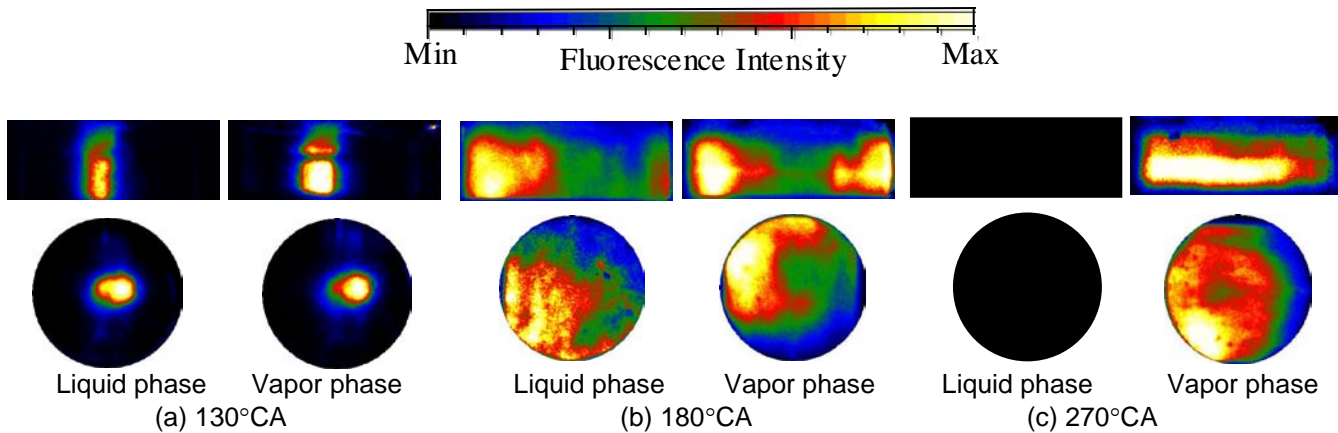 Min Fluorescence Intensity Max
Liquid phase Vapor phase Liquid phase Vapor phase Liquid phase Vapor phase
(a) 130°CA (b) 180°CA (c) 270°CA